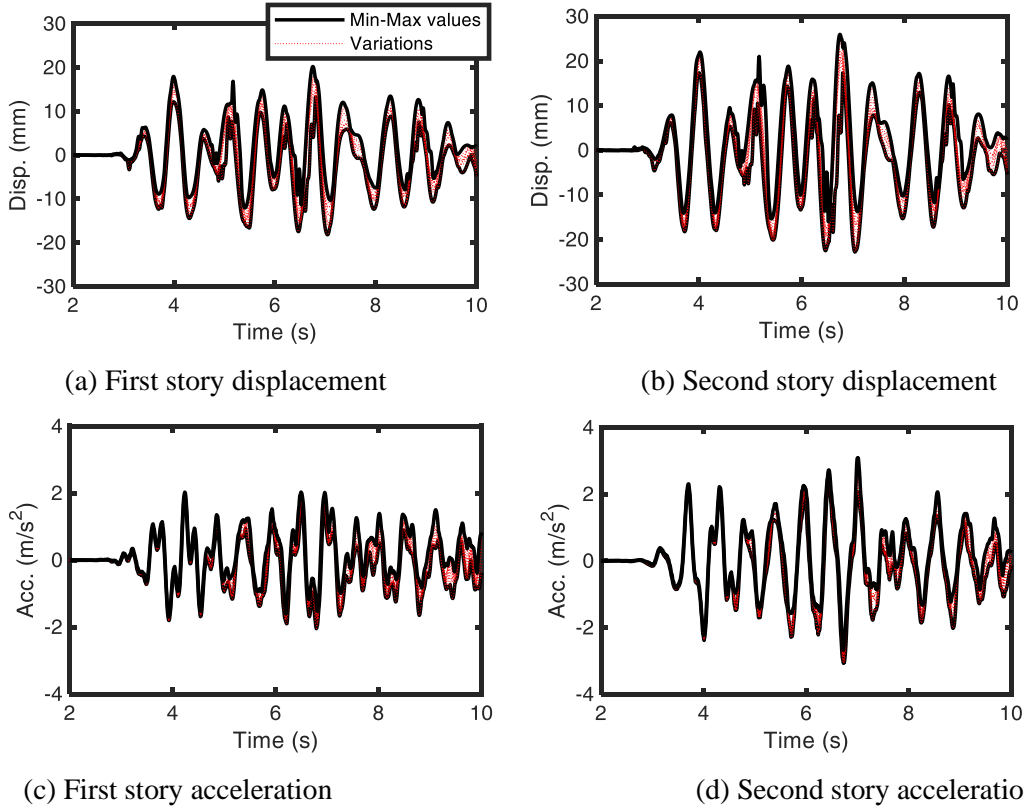 30
20
10
0
-10
-20
-30
Disp. (mm)
2 4 6 8 10
Time (s)
Min-Max values
Variations
(a) First story displacement
30
20
10
0
-10
-20
-30
Disp. (mm)
2 4 6 8 10
Time (s)
(b) Second story displacement
4
2
0
-2
-4
Acc. (m/s²)
2 4 6 8 10
Time (s)
(c) First story acceleration
4
2
0
-2
-4
Acc. (m/s²)
2 4 6 8 10
Time (s)
(d) Second story acceleratio